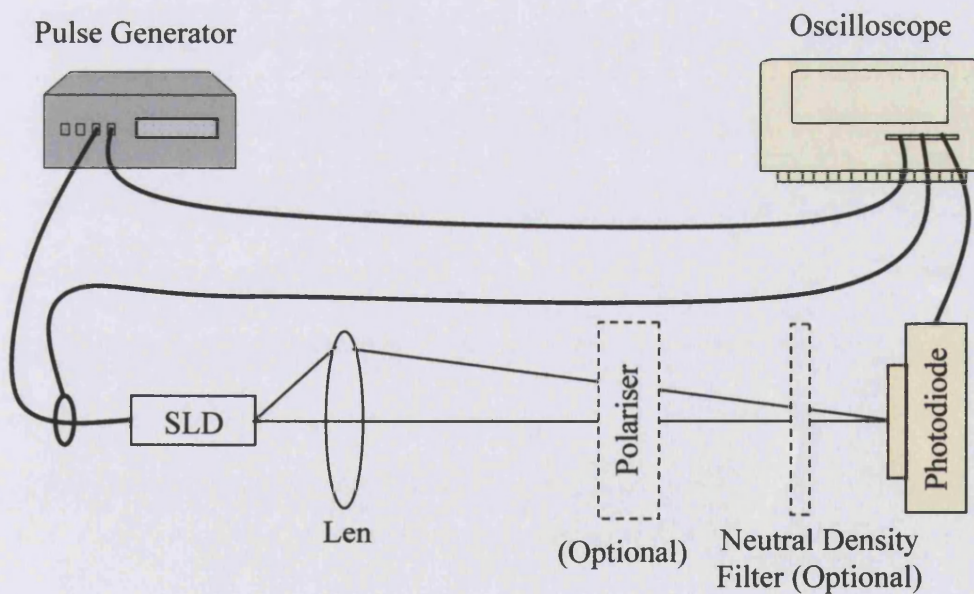 Pulse Generator
Oscilloscope
SLD
Len
Polariser
(Optional)
Neutral Density
Filter (Optional)
Photodiode